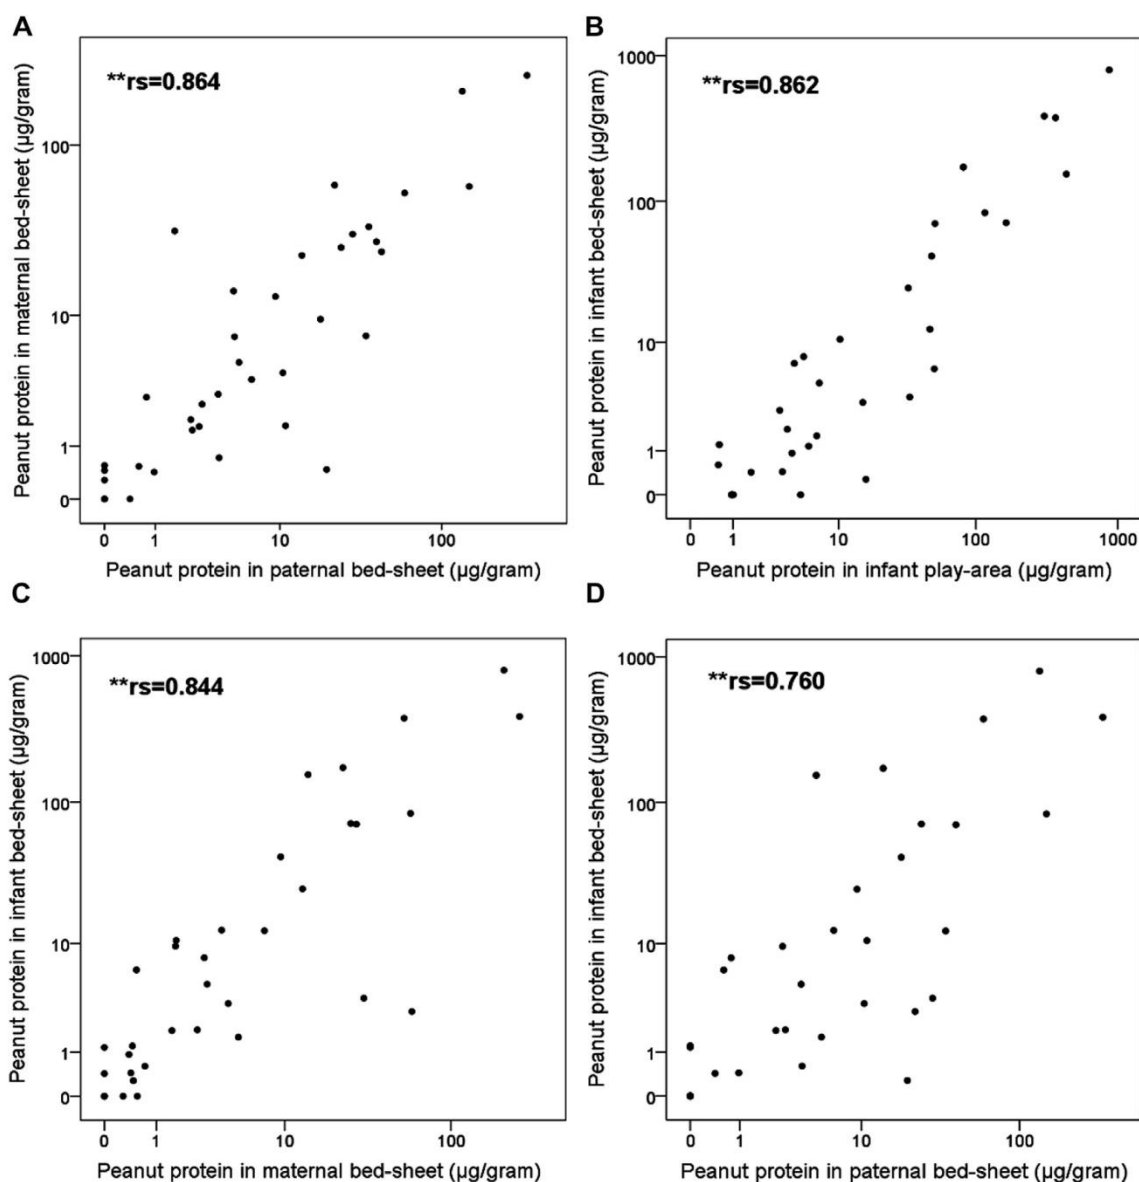 A
**rs=0.864
Peanut protein in maternal bed-sheet (µg/gram)
100
10
1
0
0 1 10 100
Peanut protein in paternal bed-sheet (µg/gram)
B
**rs=0.862
Peanut protein in infant bed-sheet (µg/gram)
1000
100
10
1
0
0 1 10 100 1000
Peanut protein in infant play-area (µg/gram)
C
**rs=0.844
Peanut protein in infant bed-sheet (µg/gram)
1000
100
10
1
0
0 1 10 100
Peanut protein in maternal bed-sheet (µg/gram)
D
**rs=0.760
Peanut protein in infant bed-sheet (µg/gram)
1000
100
10
1
0
0 1 10 100
Peanut protein in paternal bed-sheet (µg/gram)